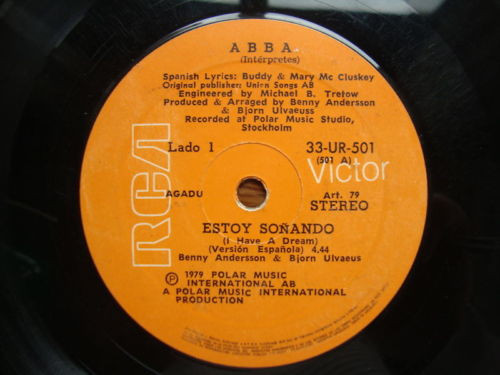 ABBA
(Intérpretes)
Spanish Lyrics: Buddy & Mary Mc Cluskey
Original publisher: Union Songs AB
Engineered by Michael B. Tretow
Produced & Arraged by Benny Andersson
& Bjorn Ulvaeuss
Recorded at Polar Music Studio,
Stockholm
Lado 1
33-UR-501
(501 A)
RCA
Victor
AGADU
Art. 79
STEREO
ESTOY SOÑANDO
(I Have A Dream)
(Versión Española) 4.44
Benny Andersson & Bjorn Ulvaeus
℗ 1979 POLAR MUSIC
INTERNATIONAL AB
A POLAR MUSIC INTERNATIONAL
PRODUCTION